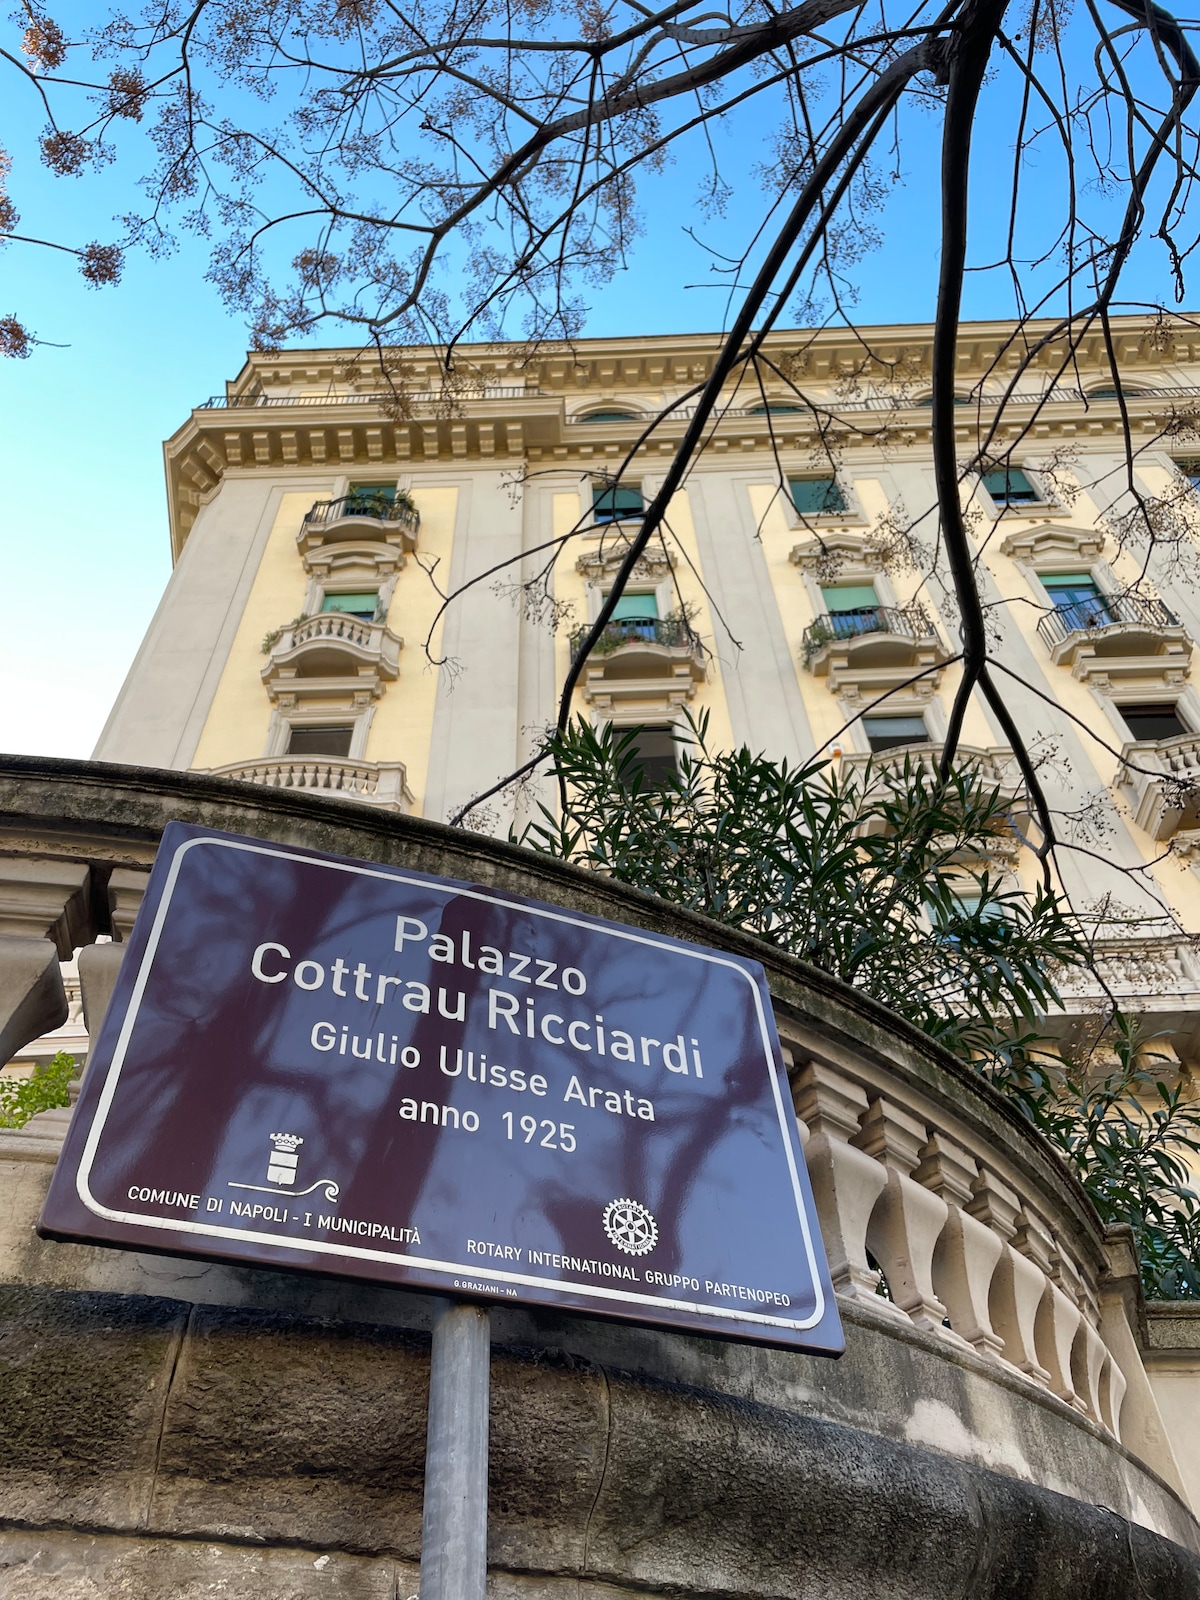 Palazzo
Cottrau Ricciardi
Giulio Ulisse Arata
anno 1925
COMUNE DI NAPOLI - I MUNICIPALITÀ
ROTARY INTERNATIONAL GRUPPO PARTENOPEO
G. GRAZIANI - NA